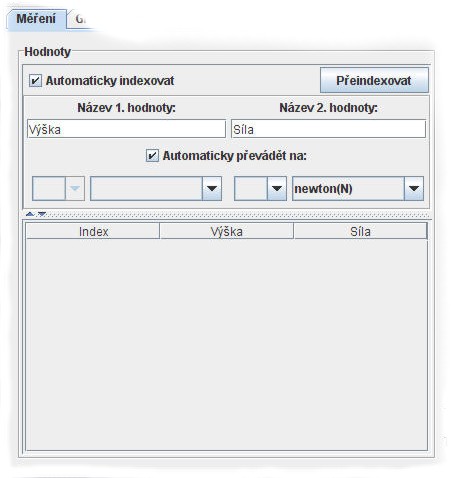 Měření
Hodnoty
Automaticky indexovat
Přeindexovat
Název 1. hodnoty:
Název 2. hodnoty:
Výška
Síla
Automaticky převádět na:
newton(N)
Index
Výška
Síla